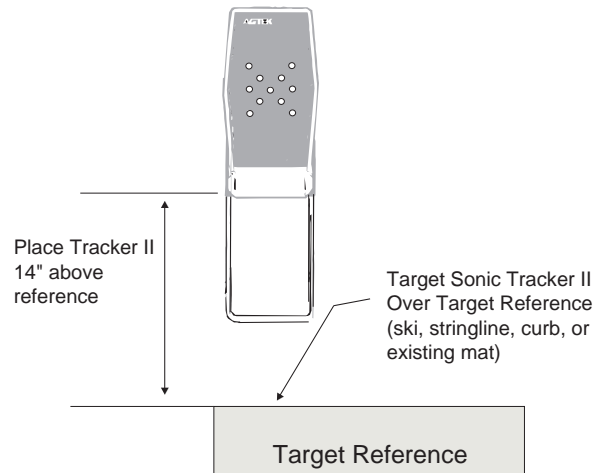 AGTEK
Place Tracker II
14" above
reference
Target Sonic Tracker II
Over Target Reference
(ski, stringline, curb, or
existing mat)
Target Reference